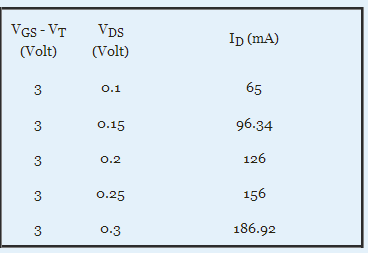 VGS - VT VDS ID (mA)
(Volt) (Volt)
3 0.1 65
3 0.15 96.34
3 0.2 126
3 0.25 156
3 0.3 186.92